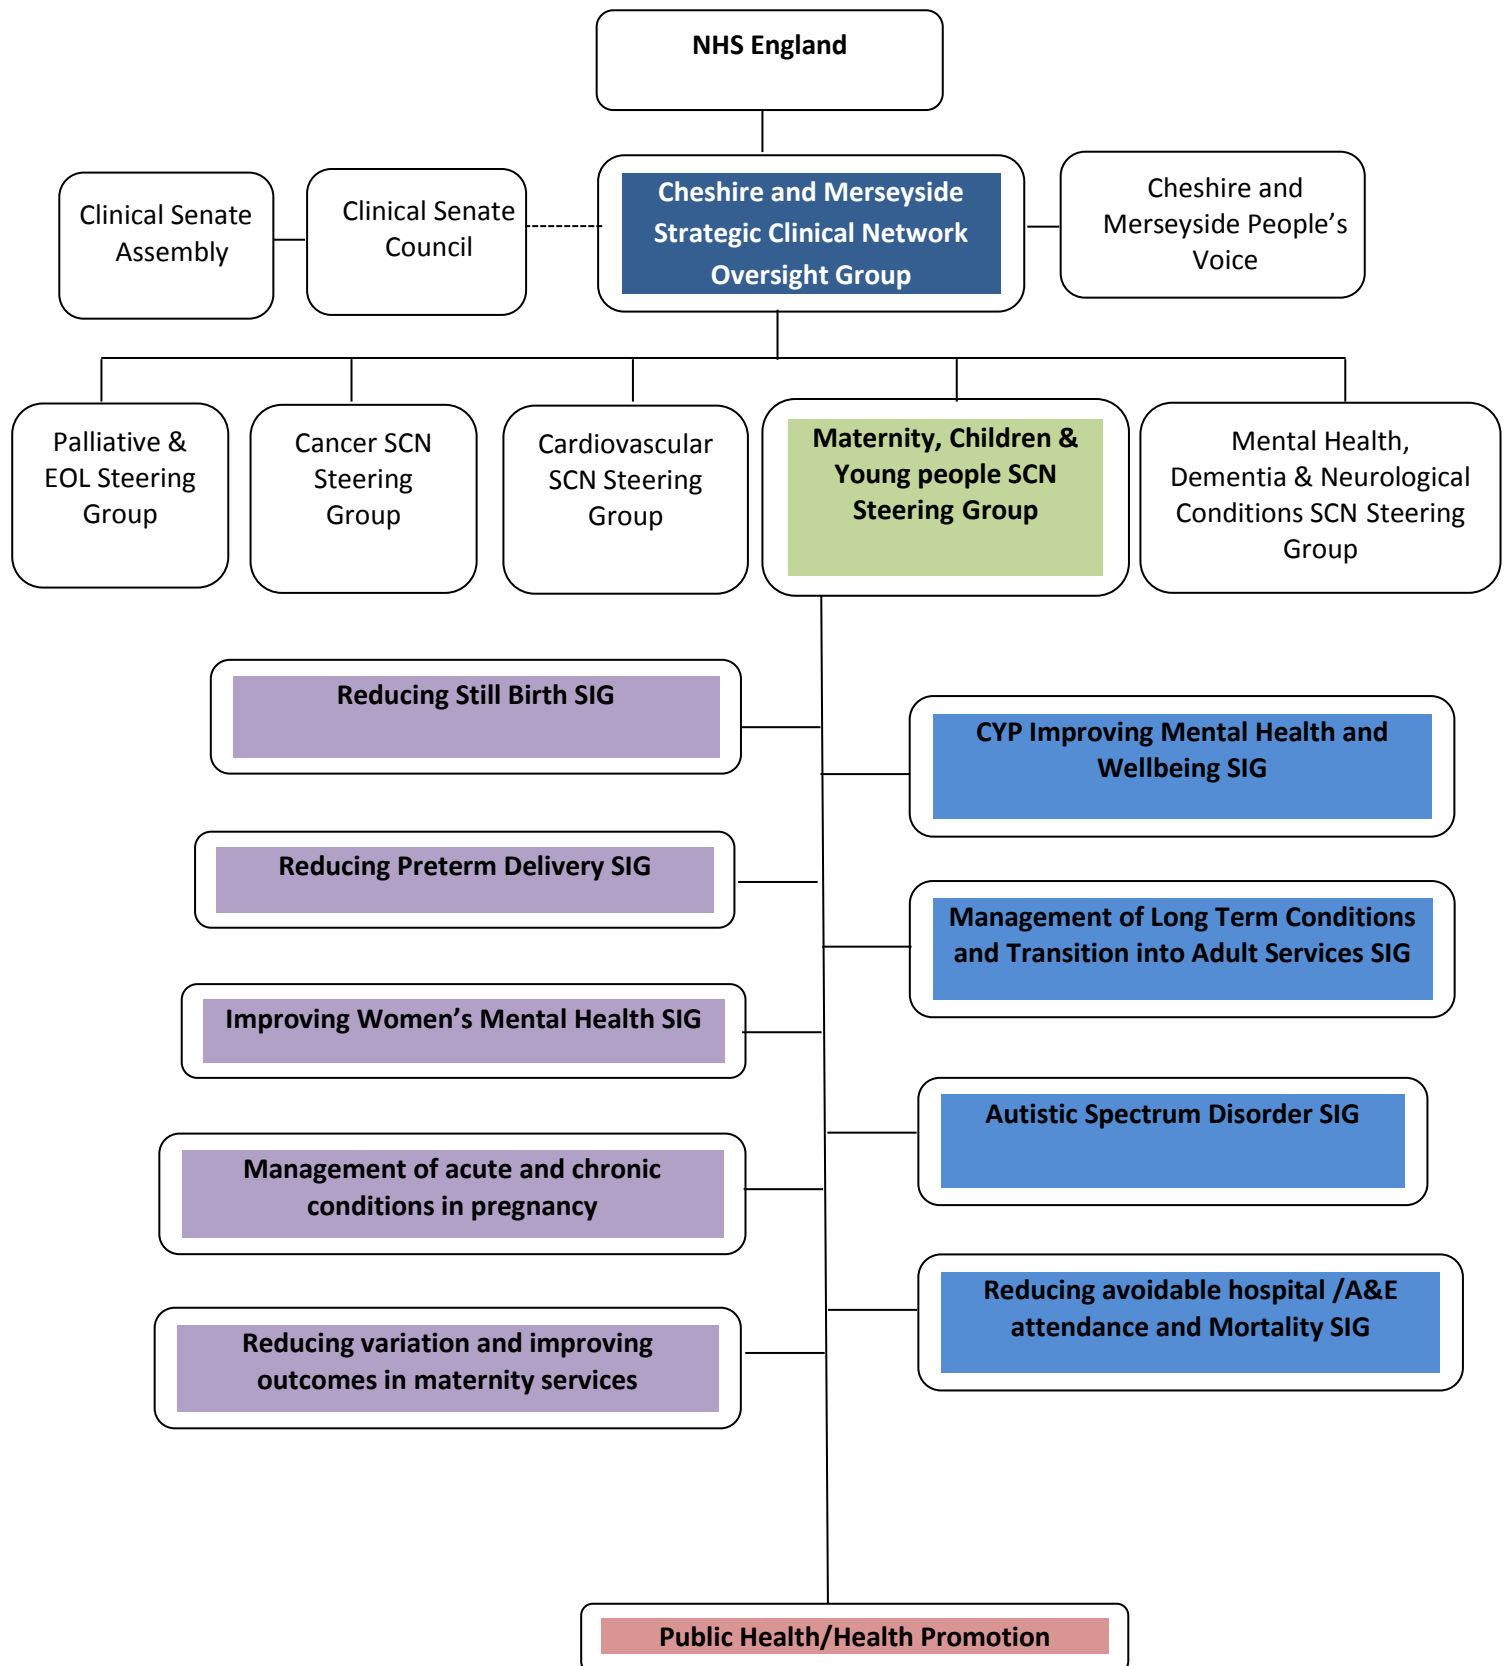 NHS England
Clinical Senate
Assembly
Clinical Senate
Council
Cheshire and Merseyside
Strategic Clinical Network
Oversight Group
Cheshire and
Merseyside People’s
Voice
Palliative &
EOL Steering
Group
Cancer SCN
Steering
Group
Cardiovascular
SCN Steering
Group
Maternity, Children &
Young people SCN
Steering Group
Mental Health,
Dementia & Neurological
Conditions SCN Steering
Group
Reducing Still Birth SIG
CYP Improving Mental Health and
Wellbeing SIG
Reducing Preterm Delivery SIG
Management of Long Term Conditions
and Transition into Adult Services SIG
Improving Women’s Mental Health SIG
Autistic Spectrum Disorder SIG
Management of acute and chronic
conditions in pregnancy
Reducing avoidable hospital /A&E
attendance and Mortality SIG
Reducing variation and improving
outcomes in maternity services
Public Health/Health Promotion